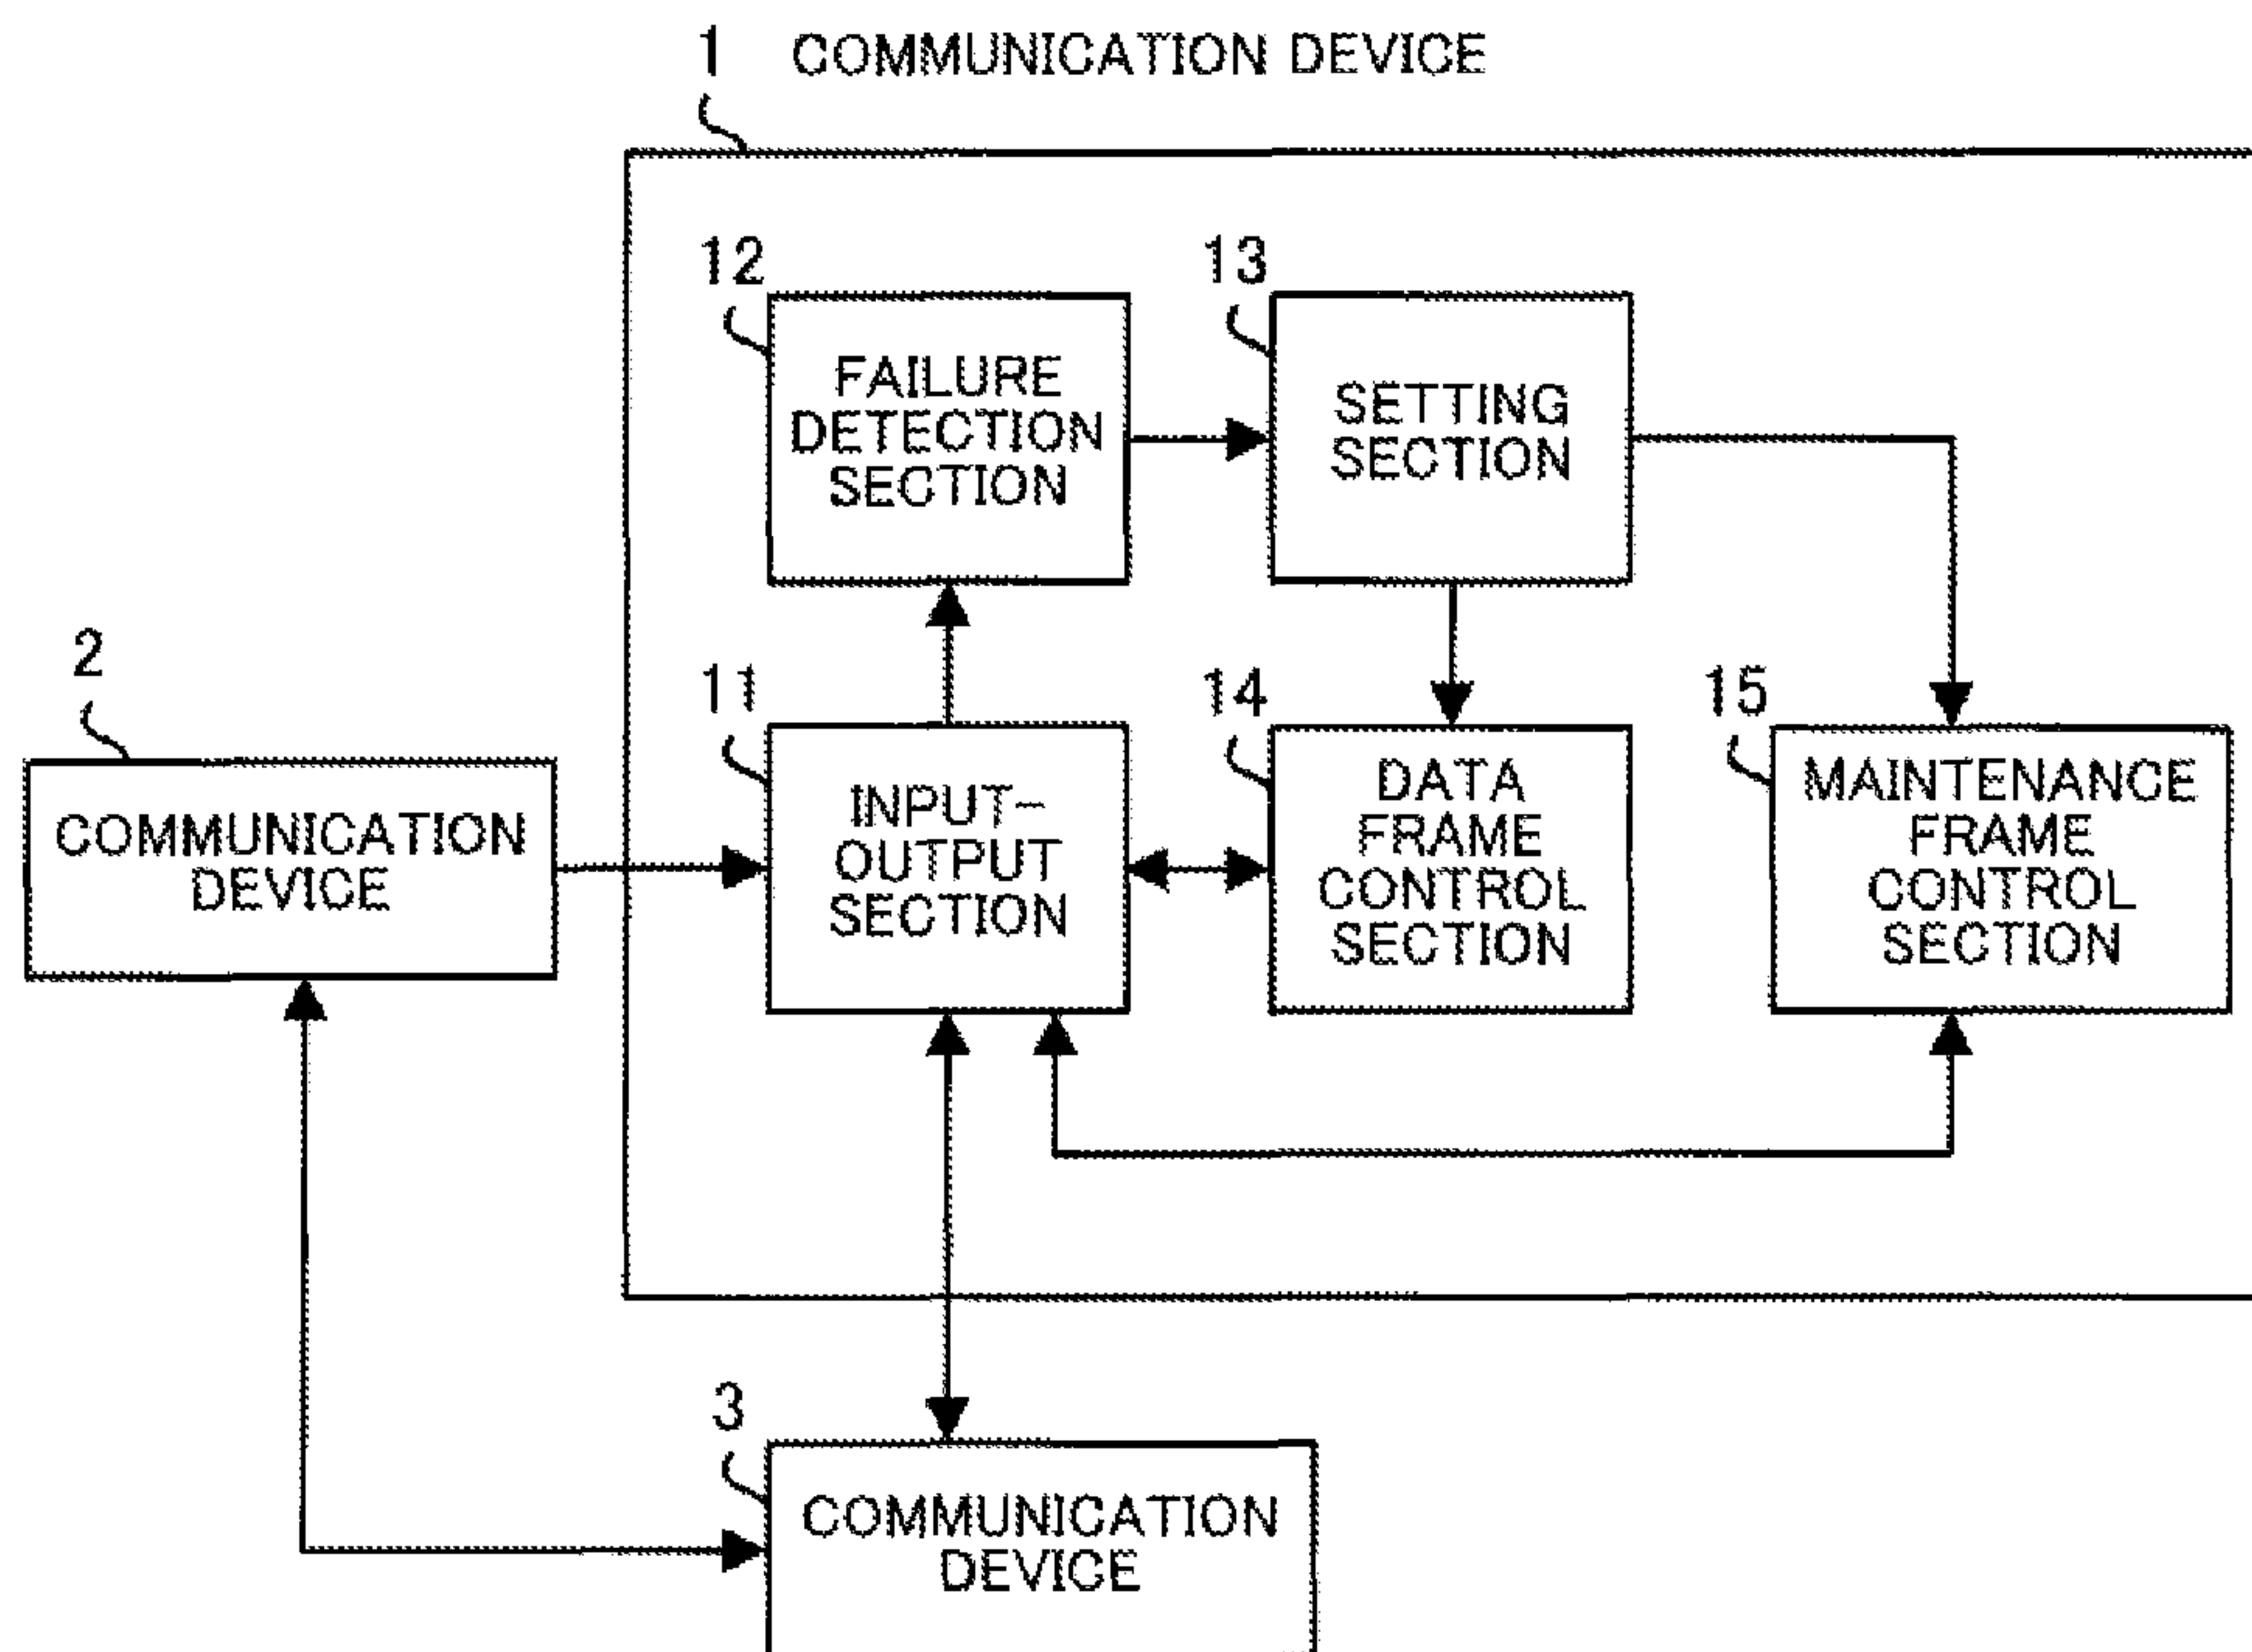 1 COMMUNICATION DEVICE
12
FAILURE
DETECTION
SECTION
13
SETTING
SECTION
2
COMMUNICATION
DEVICE
11
INPUT-
OUTPUT
SECTION
14
DATA
FRAME
CONTROL
SECTION
15
MAINTENANCE
FRAME
CONTROL
SECTION
3
COMMUNICATION
DEVICE